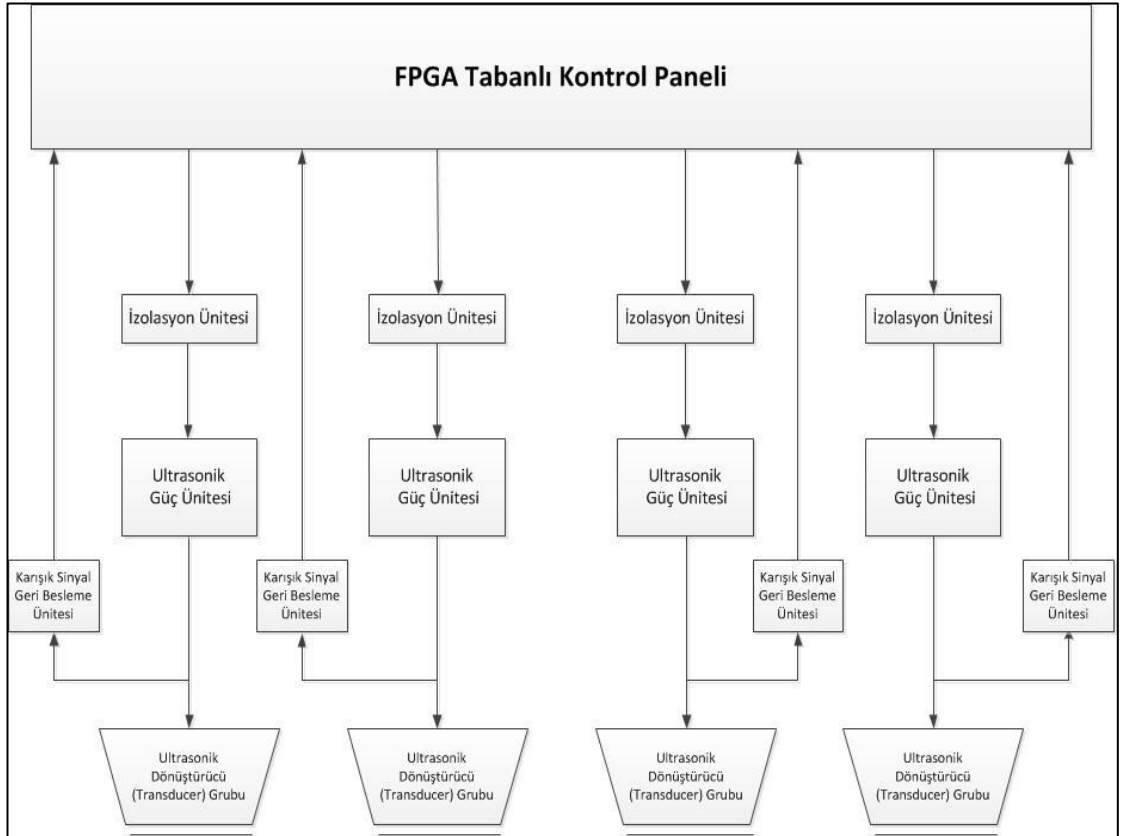 FPGA Tabanlı Kontrol Paneli
İzolasyon Ünitesi
İzolasyon Ünitesi
İzolasyon Ünitesi
İzolasyon Ünitesi
Ultrasonik
Güç Ünitesi
Ultrasonik
Güç Ünitesi
Ultrasonik
Güç Ünitesi
Ultrasonik
Güç Ünitesi
Karışık Sinyal
Geri Besleme
Ünitesi
Karışık Sinyal
Geri Besleme
Ünitesi
Karışık Sinyal
Geri Besleme
Ünitesi
Karışık Sinyal
Geri Besleme
Ünitesi
Ultrasonik
Dönüştürücü
(Transducer) Grubu
Ultrasonik
Dönüştürücü
(Transducer) Grubu
Ultrasonik
Dönüştürücü
(Transducer) Grubu
Ultrasonik
Dönüştürücü
(Transducer) Grubu